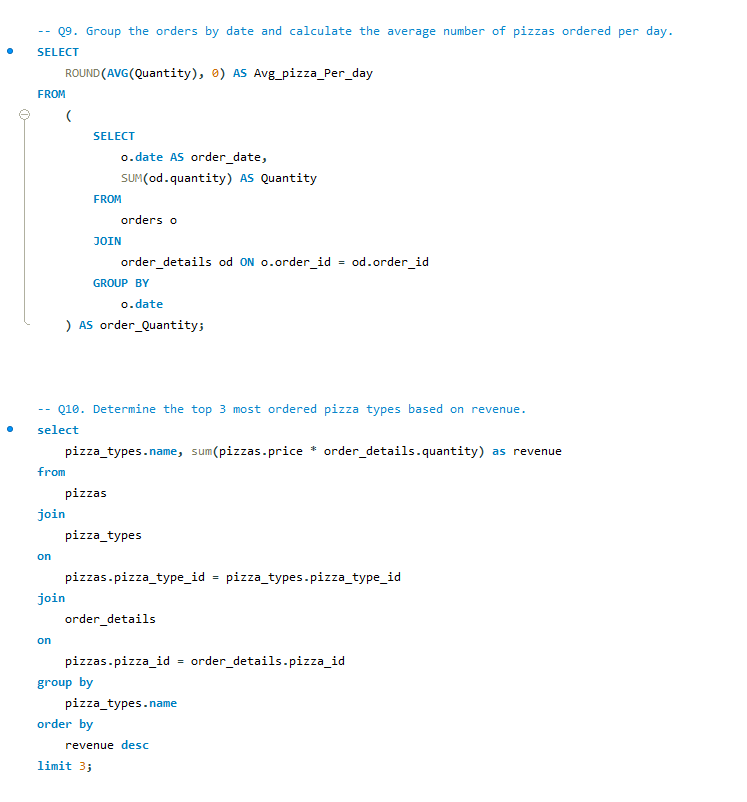 -- Q9. Group the orders by date and calculate the average number of pizzas ordered per day.
SELECT
ROUND(AVG(Quantity), 0) AS Avg_pizza_Per_day
FROM
(
SELECT
o.date AS order_date,
SUM(od.quantity) AS Quantity
FROM
orders o
JOIN
order_details od ON o.order_id = od.order_id
GROUP BY
o.date
) AS order_Quantity;
-- Q10. Determine the top 3 most ordered pizza types based on revenue.
select
pizza_types.name, sum(pizzas.price * order_details.quantity) as revenue
from
pizzas
join
pizza_types
on
pizzas.pizza_type_id = pizza_types.pizza_type_id
join
order_details
on
pizzas.pizza_id = order_details.pizza_id
group by
pizza_types.name
order by
revenue desc
limit 3;